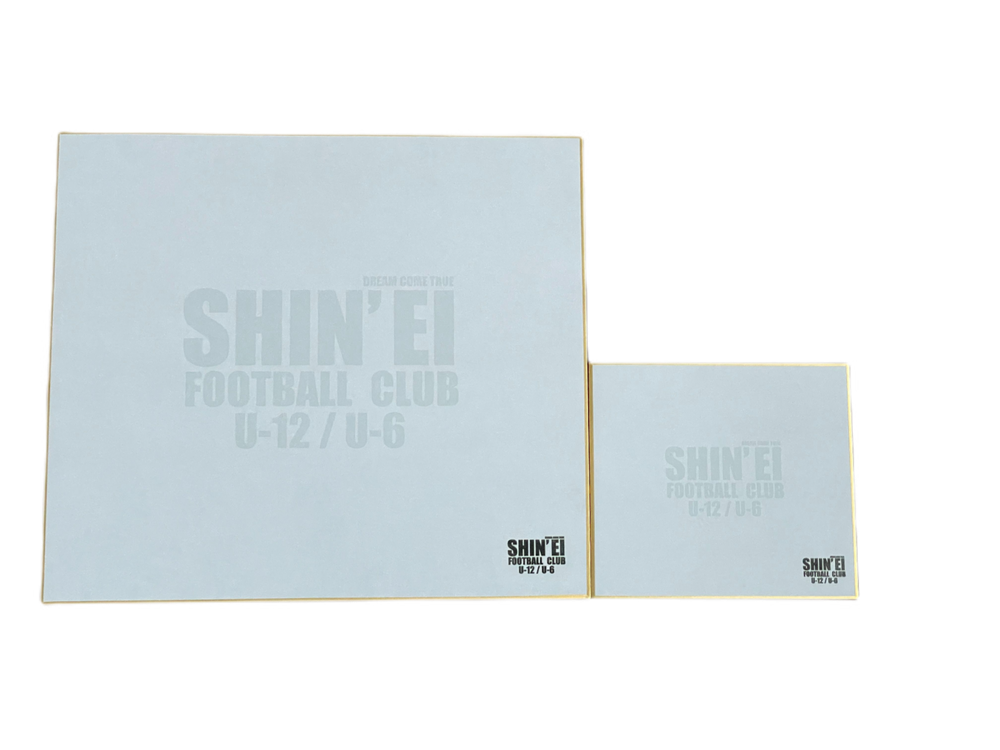 DREAM COME TRUE
SHIN'EI
FOOTBALL CLUB
U-12 / U-6
SHIN'EI
FOOTBALL CLUB
U-12 / U-6
SHIN'EI
FOOTBALL CLUB
U-12 / U-6
SHIN'EI
FOOTBALL CLUB
U-12 / U-6